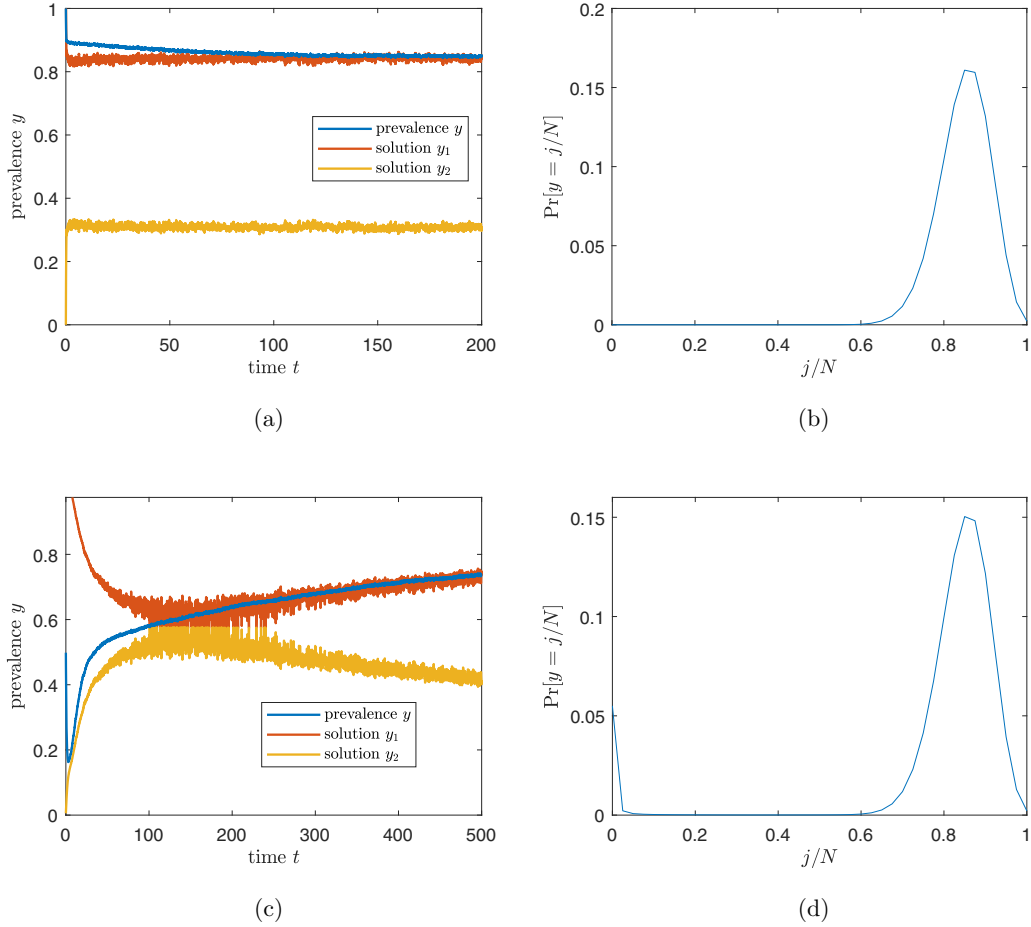 1
0.8
0.6
0.4
0.2
0
prevalence y
prevalence y
solution y₁
solution y₂
0
50
100
150
200
time t
(a)
0.2
0.15
0.1
0.05
0
Pr[y = j/N]
0
0.2
0.4
0.6
0.8
1
j/N
(b)
0.8
0.6
0.4
0.2
0
prevalence y
prevalence y
solution y₁
solution y₂
0
100
200
300
400
500
time t
(c)
0.15
0.1
0.05
0
Pr[y = j/N]
0
0.2
0.4
0.6
0.8
1
j/N
(d)